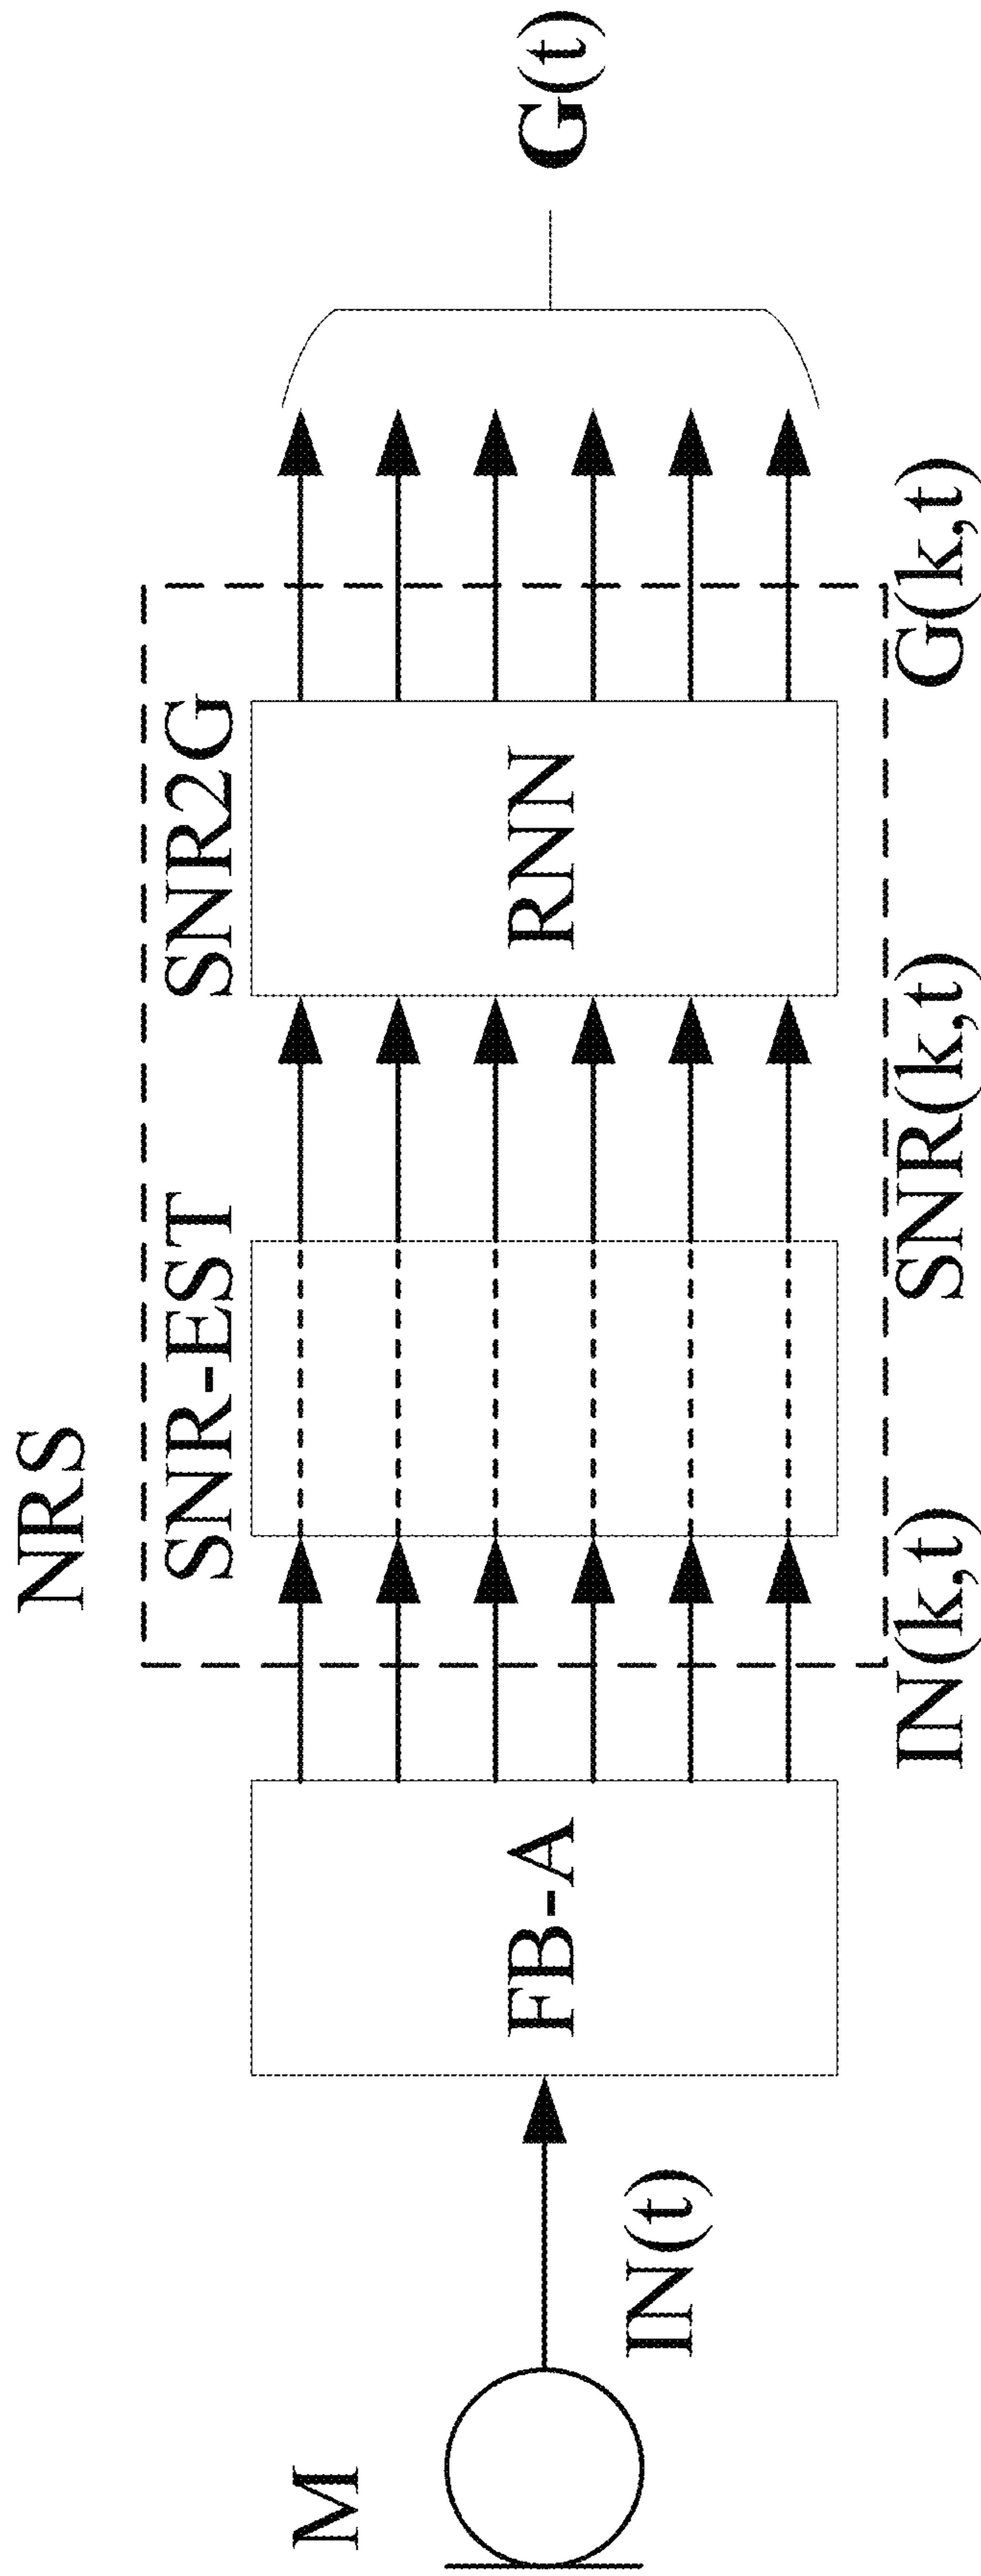 NRS
SNR-EST
SNR2G
M
FB-A
RNN
G(t)
IN(t)
IN(k,t)
SNR(k,t)
G(k,t)